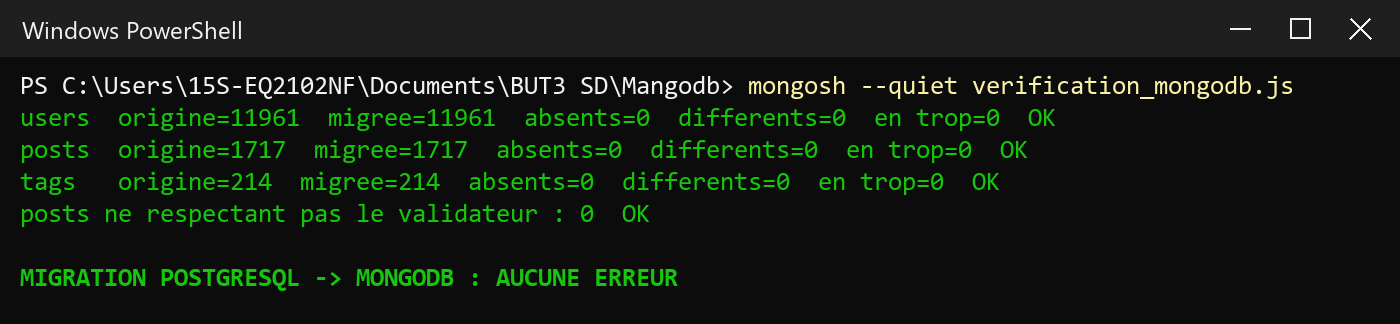 Windows PowerShell
PS C:\Users\15S-EQ2102NF\Documents\BUT3 SD\Mangodb> mongosh --quiet verification_mongodb.js
users  origine=11961  migree=11961  absents=0  differents=0  en trop=0  OK
posts  origine=1717  migree=1717  absents=0  differents=0  en trop=0  OK
tags   origine=214  migree=214  absents=0  differents=0  en trop=0  OK
posts ne respectant pas le validateur : 0  OK
MIGRATION POSTGRESQL -> MONGODB : AUCUNE ERREUR